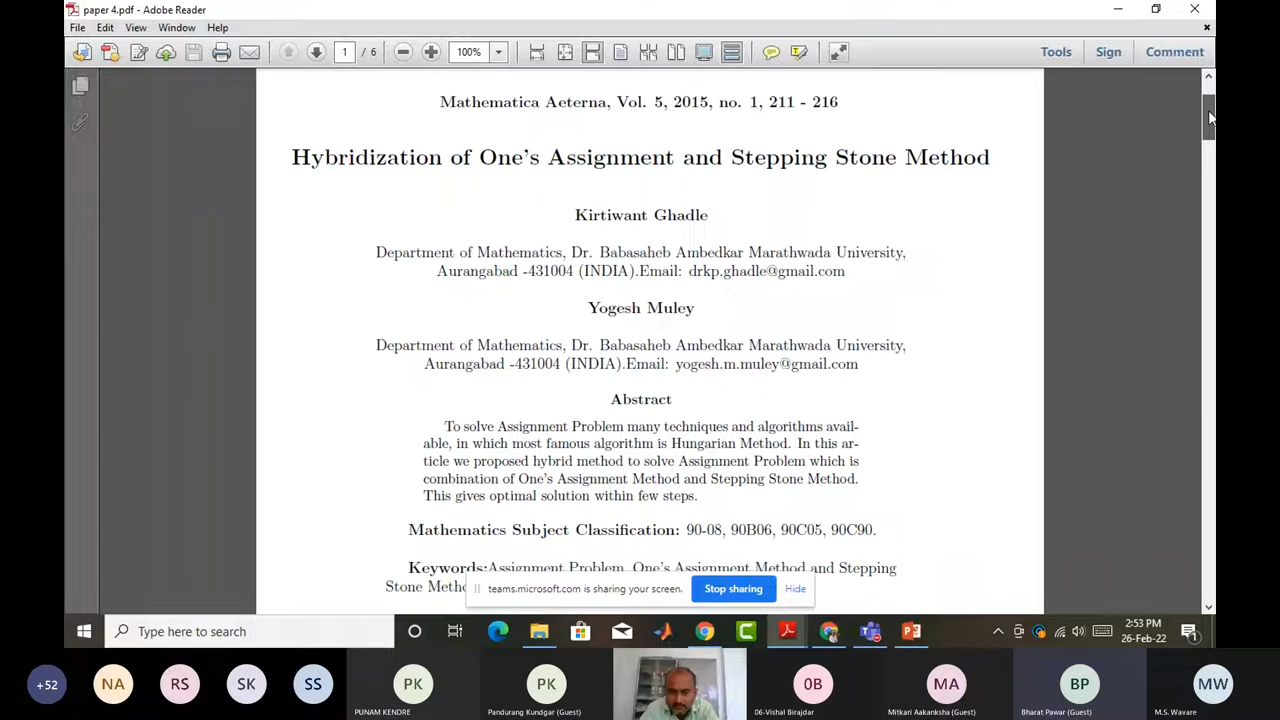 paper 4.pdf - Adobe Reader
File Edit View Window Help
1 / 6 100% Tools Sign Comment
Mathematica Aeterna, Vol. 5, 2015, no. 1, 211 - 216
Hybridization of One's Assignment and Stepping Stone Method
Kirtiwant Ghadle
Department of Mathematics, Dr. Babasaheb Ambedkar Marathwada University,
Aurangabad -431004 (INDIA).Email: drkp.ghadle@gmail.com
Yogesh Muley
Department of Mathematics, Dr. Babasaheb Ambedkar Marathwada University,
Aurangabad -431004 (INDIA).Email: yogesh.m.muley@gmail.com
Abstract
To solve Assignment Problem many techniques and algorithms avail-
able, in which most famous algorithm is Hungarian Method. In this ar-
ticle we proposed hybrid method to solve Assignment Problem which is
combination of One's Assignment Method and Stepping Stone Method.
This gives optimal solution within few steps.
Mathematics Subject Classification: 90-08, 90B06, 90C05, 90C90.
Keywords:Assignment Problem, One's Assignment Method and Stepping
Stone Metho
teams.microsoft.com is sharing your screen. Stop sharing Hide
Type here to search
2:53 PM
26-Feb-22
1
+52 NA RS SK SS PK PK 0B MA BP MW
PUNAM KENDRE Pandurang Kundgar (Guest) 06-Vishal Birajdar Mitkari Aakanksha (Guest) Bharat Pawar (Guest) M.S. Wavare